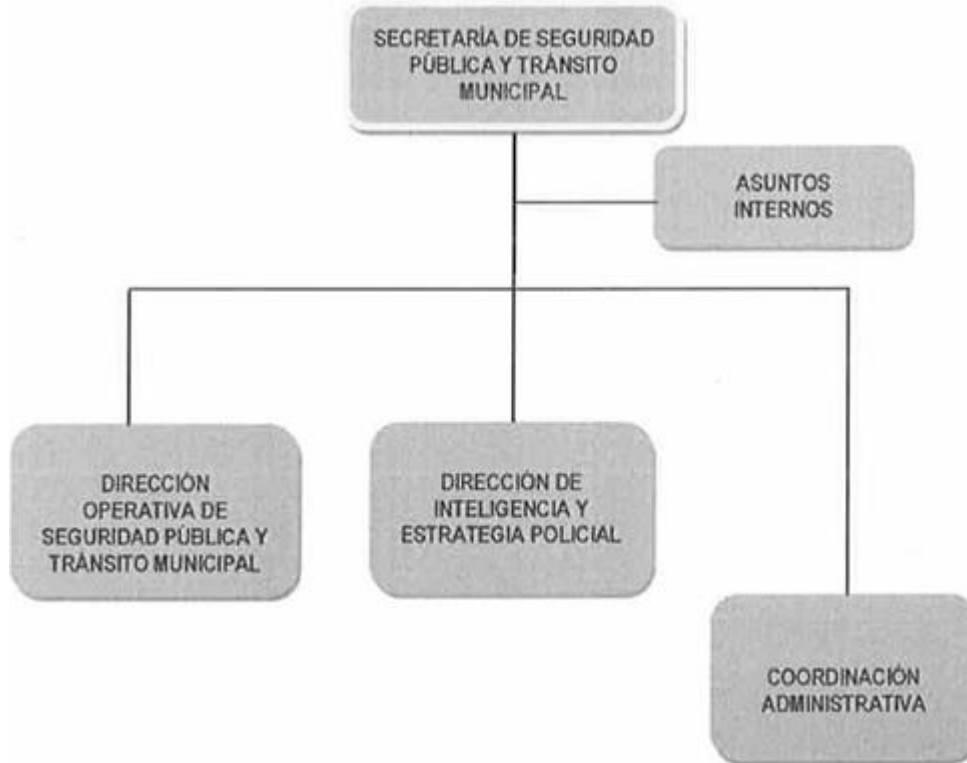 SECRETARÍA DE SEGURIDAD
PÚBLICA Y TRÁNSITO
MUNICIPAL
ASUNTOS
INTERNOS
DIRECCIÓN
OPERATIVA DE
SEGURIDAD PÚBLICA Y
TRÁNSITO MUNICIPAL
DIRECCIÓN DE
INTELIGENCIA Y
ESTRATEGIA POLICIAL
COORDINACIÓN
ADMINISTRATIVA